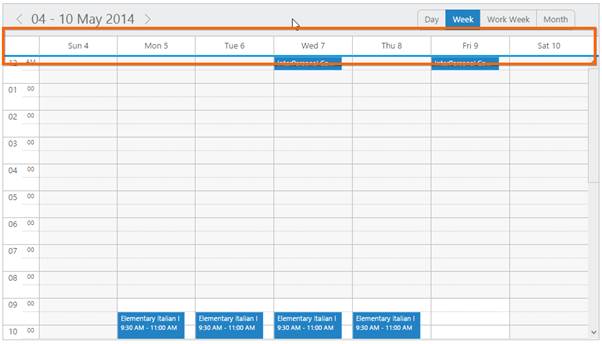 04 - 10 May 2014 Day Week Work Week Month
Sun 4 Mon 5 Tue 6 Wed 7 Thu 8 Fri 9 Sat 10
12 AM InterPersonal Co... InterPersonal Co...
01 00
02 00
03 00
04 00
05 00
06 00
07 00
08 00
09 00
Elementary Italian I Elementary Italian I Elementary Italian I Elementary Italian I
9:30 AM - 11:00 AM 9:30 AM - 11:00 AM 9:30 AM - 11:00 AM 9:30 AM - 11:00 AM
10 00